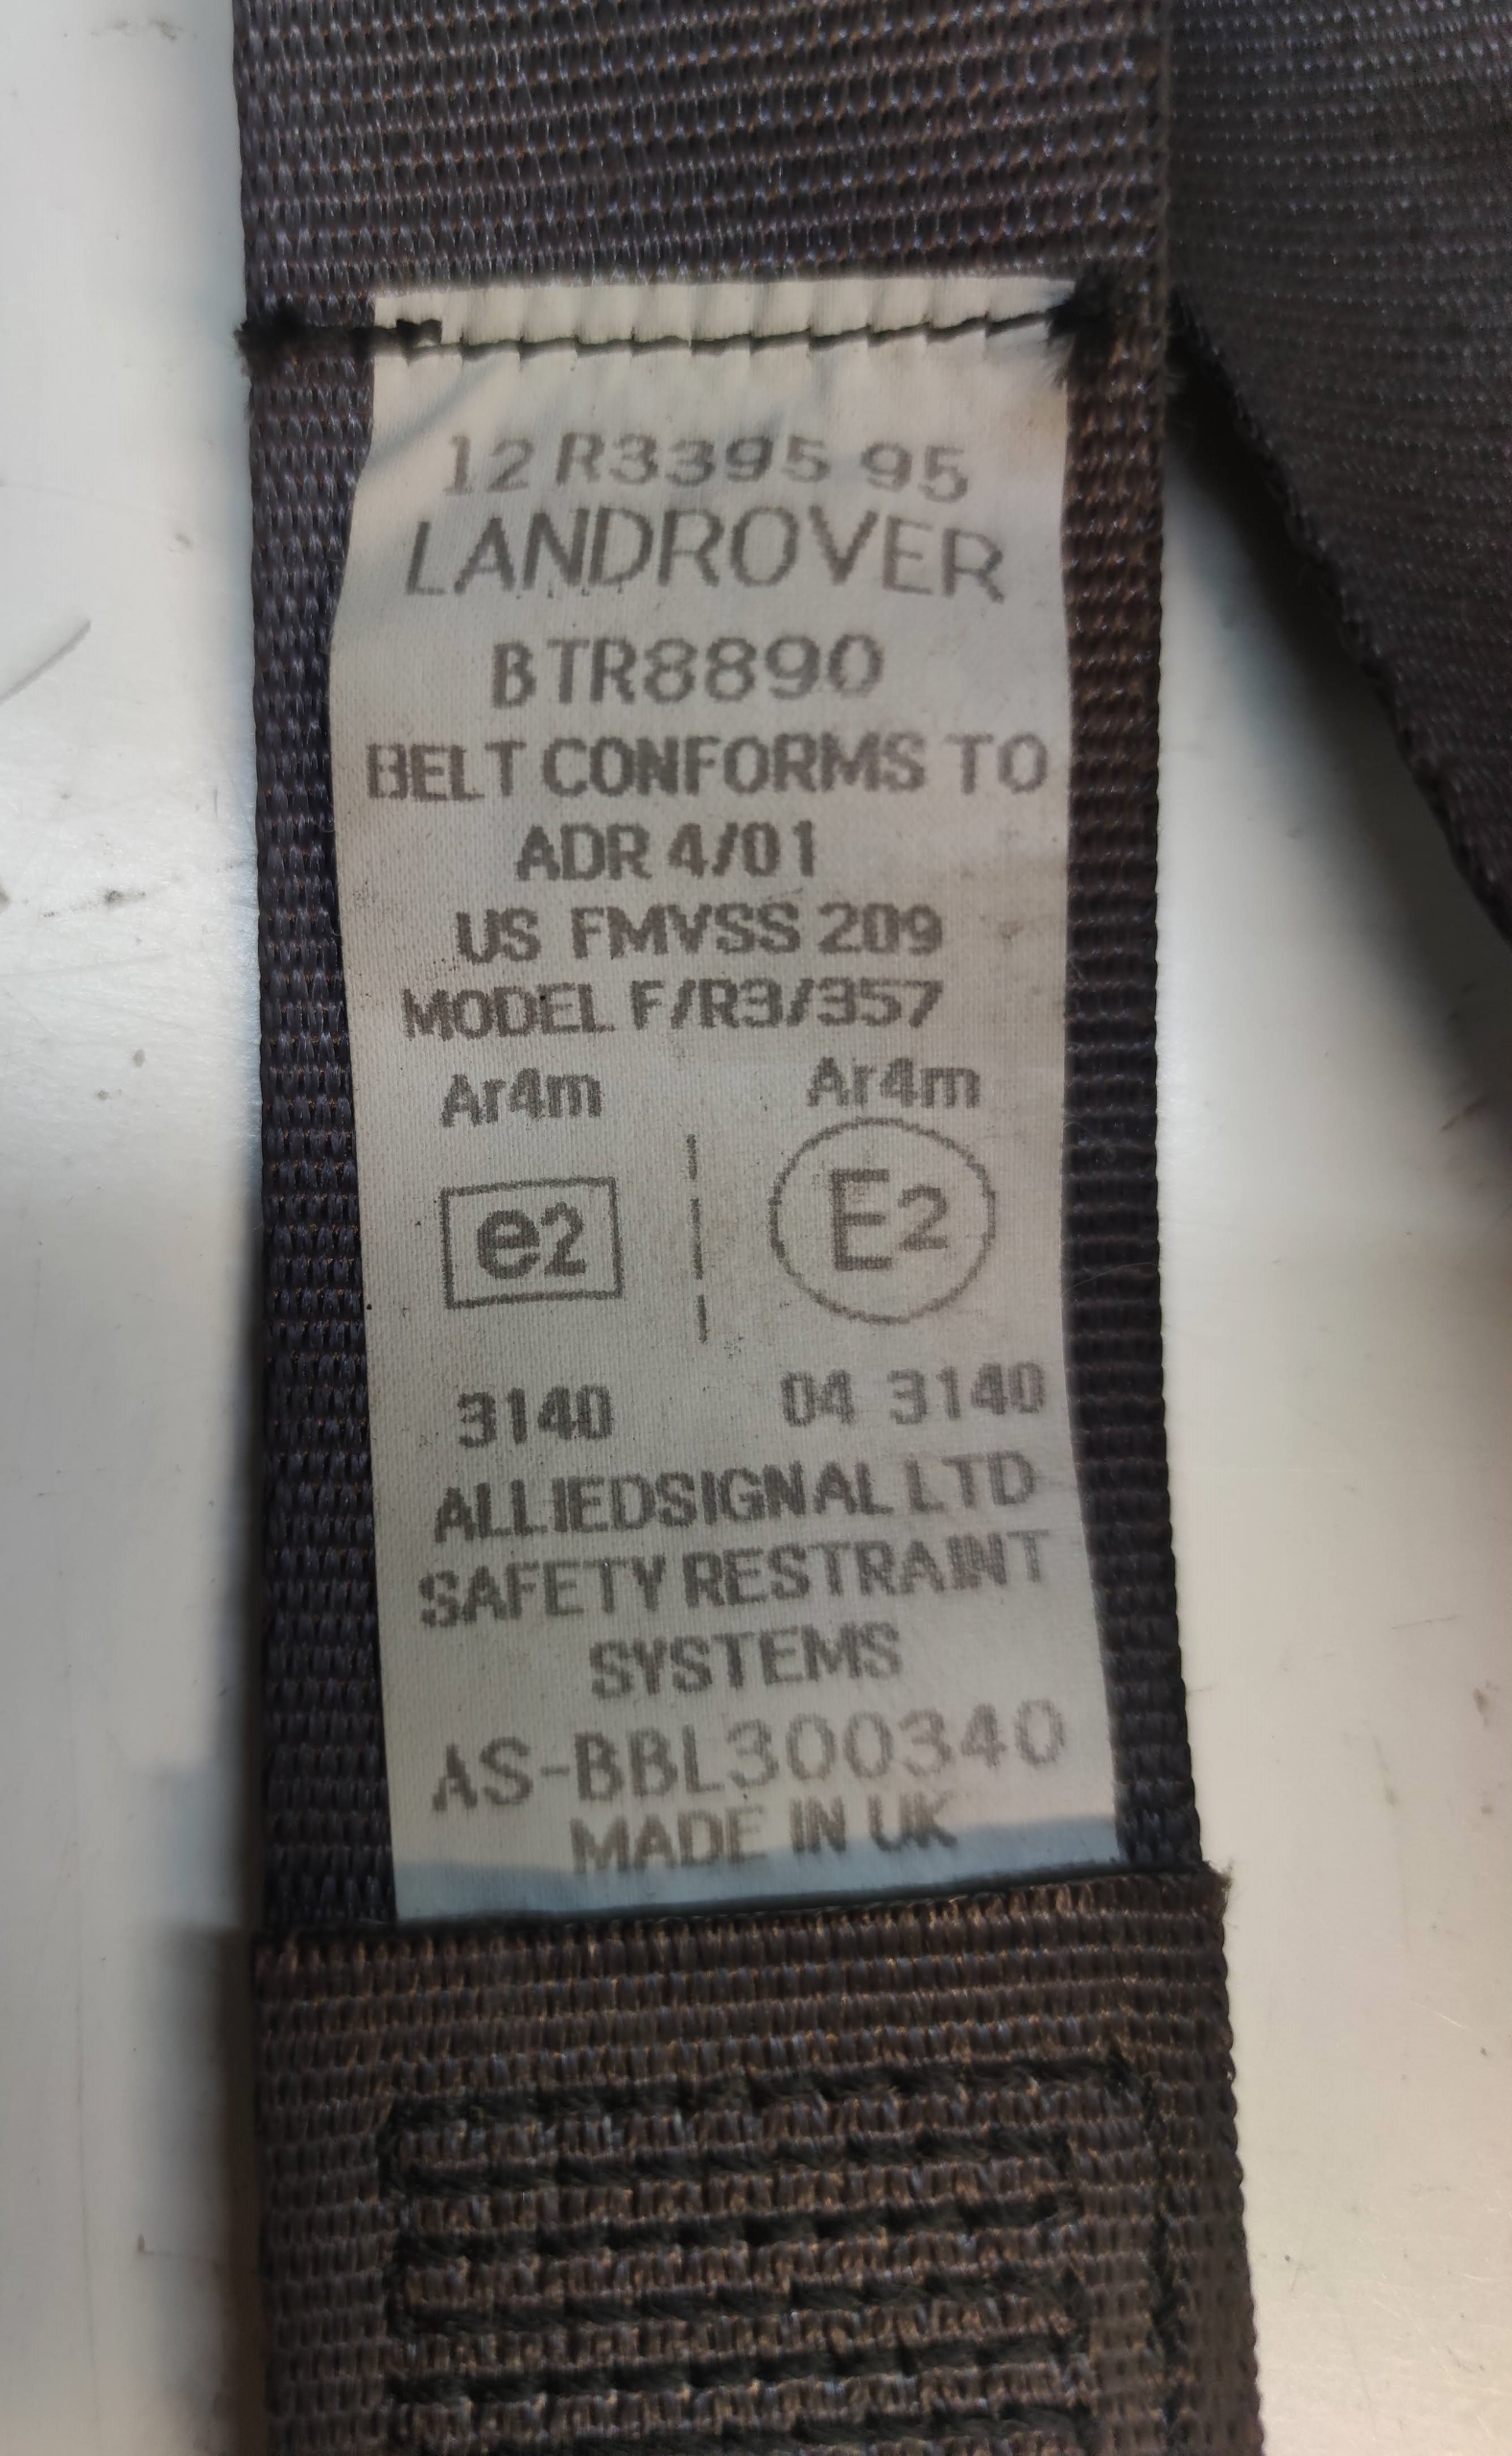 12 R3395 95
LANDROVER
BTR8890
BELT CONFORMS TO
ADR 4/01
US FMVSS 209
MODEL F/R3/357
Ar4m Ar4m
e2 E2
3140 04 3140
ALLIEDSIGNAL LTD
SAFETY RESTRAINT
SYSTEMS
AS-BBL300340
MADE IN UK